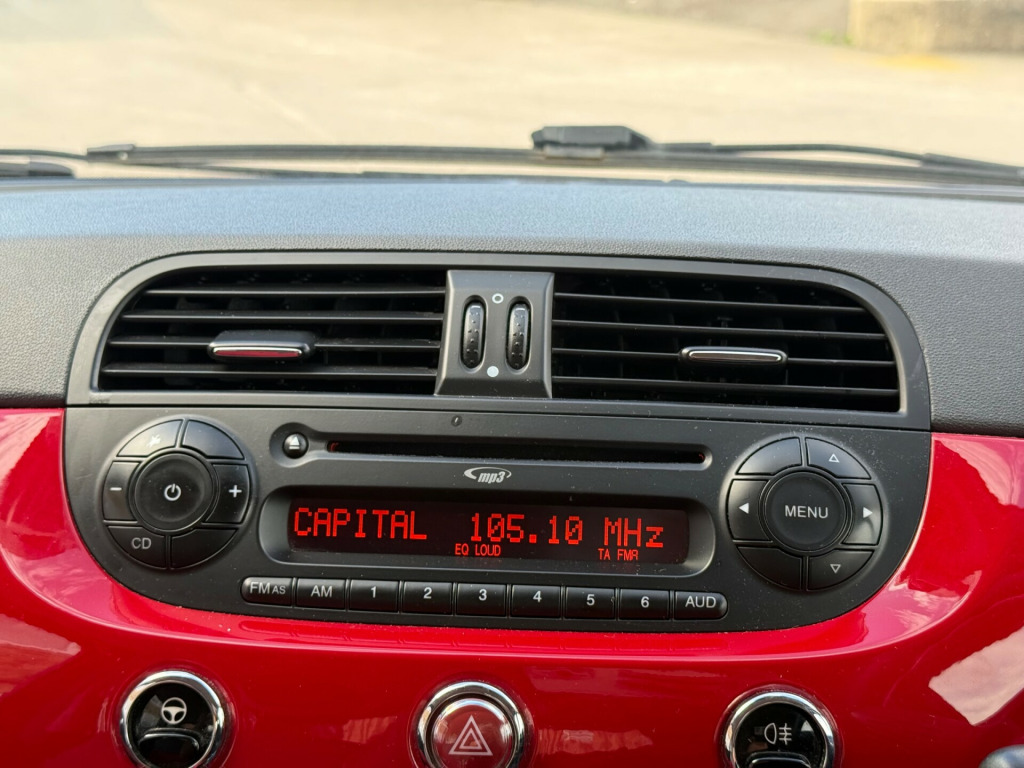 mp3
CAPITAL 105.10 MHz
EQ LOUD TA FMR
MENU
CD
FM AS AM 1 2 3 4 5 6 AUD